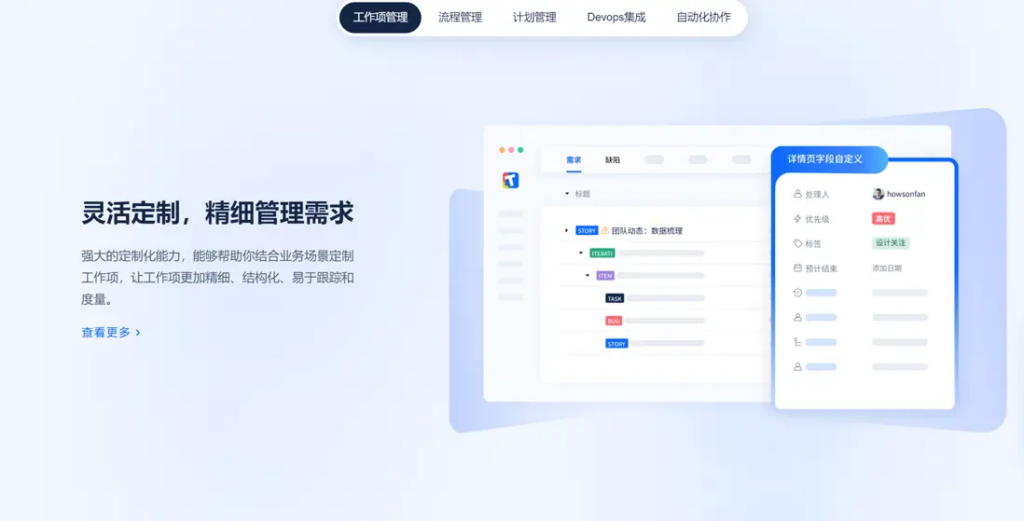 工作项管理 流程管理 计划管理 Devops集成 自动化协作
灵活定制，精细管理需求
强大的定制化能力，能够帮助你结合业务场景定制
工作项，让工作项更加精细、结构化、易于跟踪和
度量。
查看更多 >
需求 缺陷
标题
STORY 团队动态：数据梳理
ITERATI
ITEM
TASK
BUG
STORY
详情页字段自定义
处理人 howsonfan
优先级 高优
标签 设计关注
预计结束 添加日期